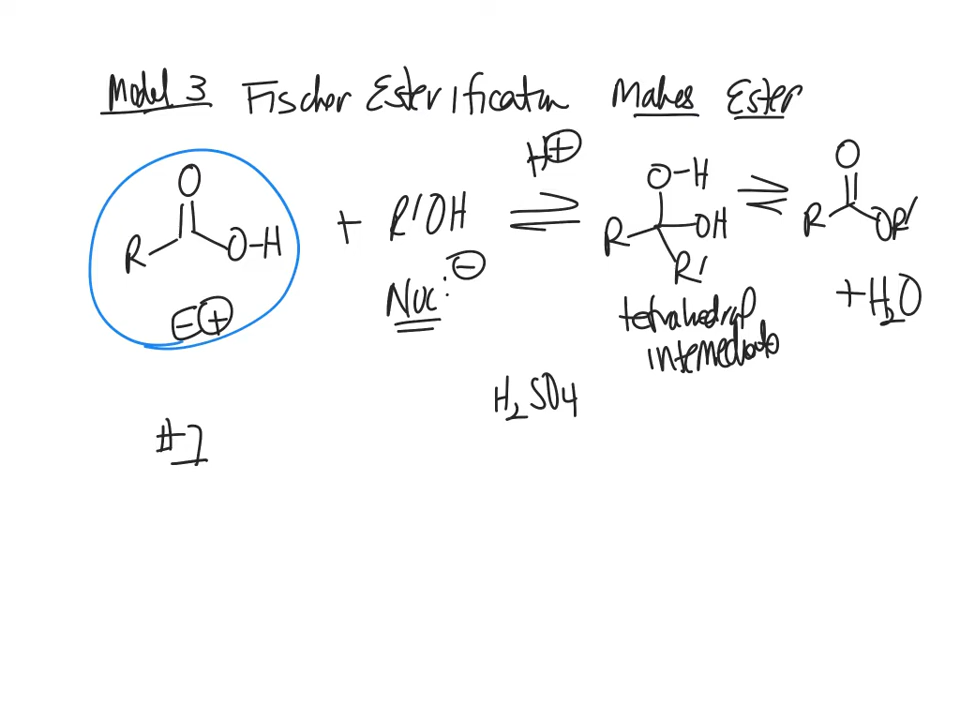 Model 3 Fischer Esterification Makes Ester
H⊕
O O-H O
R O-H + R'OH ⇌ R OH ⇌ R OR'
R'
E⊕ Nuc:⊖ tetrahedral + H₂O
intermediate
H₂SO4
#7